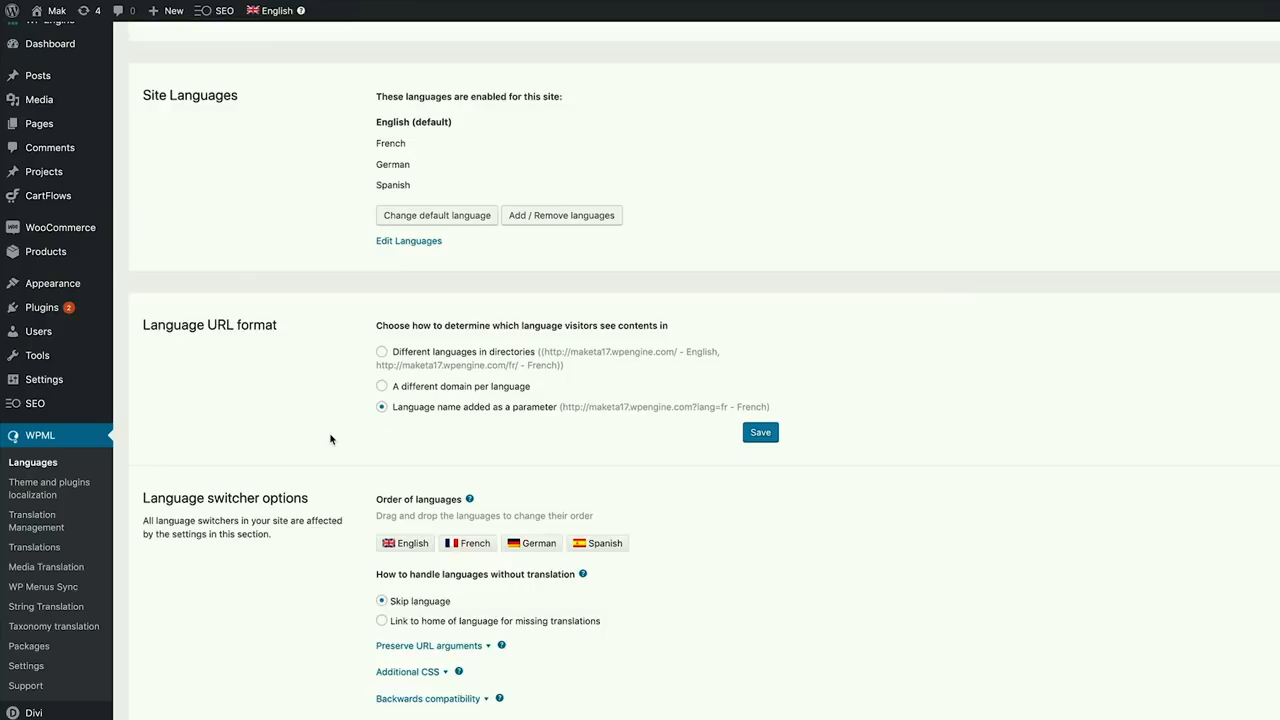 Mak 4 0 New SEO English
WP Engine
Dashboard
Posts
Media
Pages
Comments
Projects
CartFlows
WooCommerce
Products
Appearance
Plugins 2
Users
Tools
Settings
SEO
WPML
Languages
Theme and plugins
localization
Translation
Management
Translations
Media Translation
WP Menus Sync
String Translation
Taxonomy translation
Packages
Settings
Support
Divi
Site Languages
These languages are enabled for this site:
English (default)
French
German
Spanish
Change default language Add / Remove languages
Edit Languages
Language URL format
Choose how to determine which language visitors see contents in
Different languages in directories ((http://maketa17.wpengine.com/ - English,
http://maketa17.wpengine.com/fr/ - French))
A different domain per language
Language name added as a parameter (http://maketa17.wpengine.com?lang=fr - French)
Save
Language switcher options
All language switchers in your site are affected
by the settings in this section.
Order of languages
Drag and drop the languages to change their order
English French German Spanish
How to handle languages without translation
Skip language
Link to home of language for missing translations
Preserve URL arguments
Additional CSS
Backwards compatibility